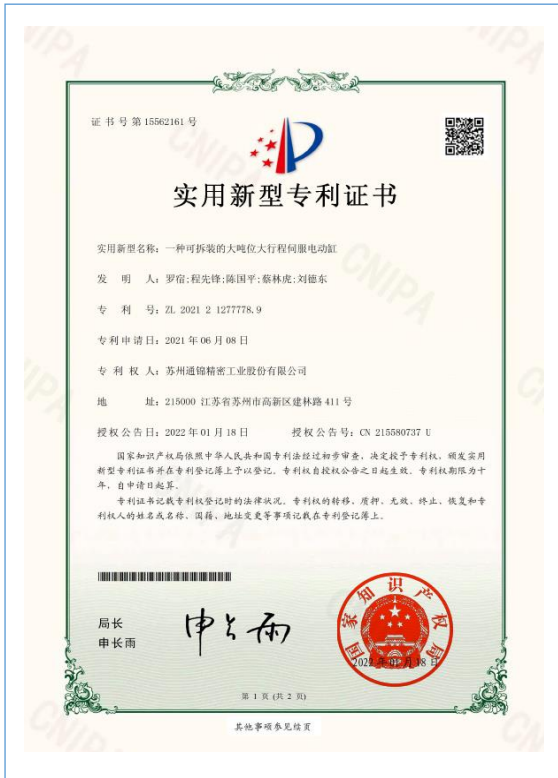 证书号第15562161号
实用新型专利证书
实用新型名称：一种可拆装的大吨位大行程伺服电动缸
发明人：罗宿;程先锋;陈国平;蔡林虎;刘德东
专利号：ZL 2021 2 1277778.9
专利申请日：2021年06月08日
专利权人：苏州通锦精密工业股份有限公司
地址：215000 江苏省苏州市高新区建林路411号
授权公告日：2022年01月18日 授权公告号：CN 215580737 U
国家知识产权局依照中华人民共和国专利法经过初步审查，决定授予专利权，颁发实用
新型专利证书并在专利登记簿上予以登记。专利权自授权公告之日起生效。专利权期限为十
年，自申请日起算。
专利证书记载专利权登记时的法律状况。专利权的转移、质押、无效、终止、恢复和专
利权人的姓名或名称、国籍、地址变更等事项记载在专利登记簿上。
局长
申长雨
申长雨
国家知识产权局
2022年01月18日
第 1 页 (共 2 页)
其他事项参见续页
CNIPA
CNIPA
CNIPA
CNIPA
CNIPA
CNIPA